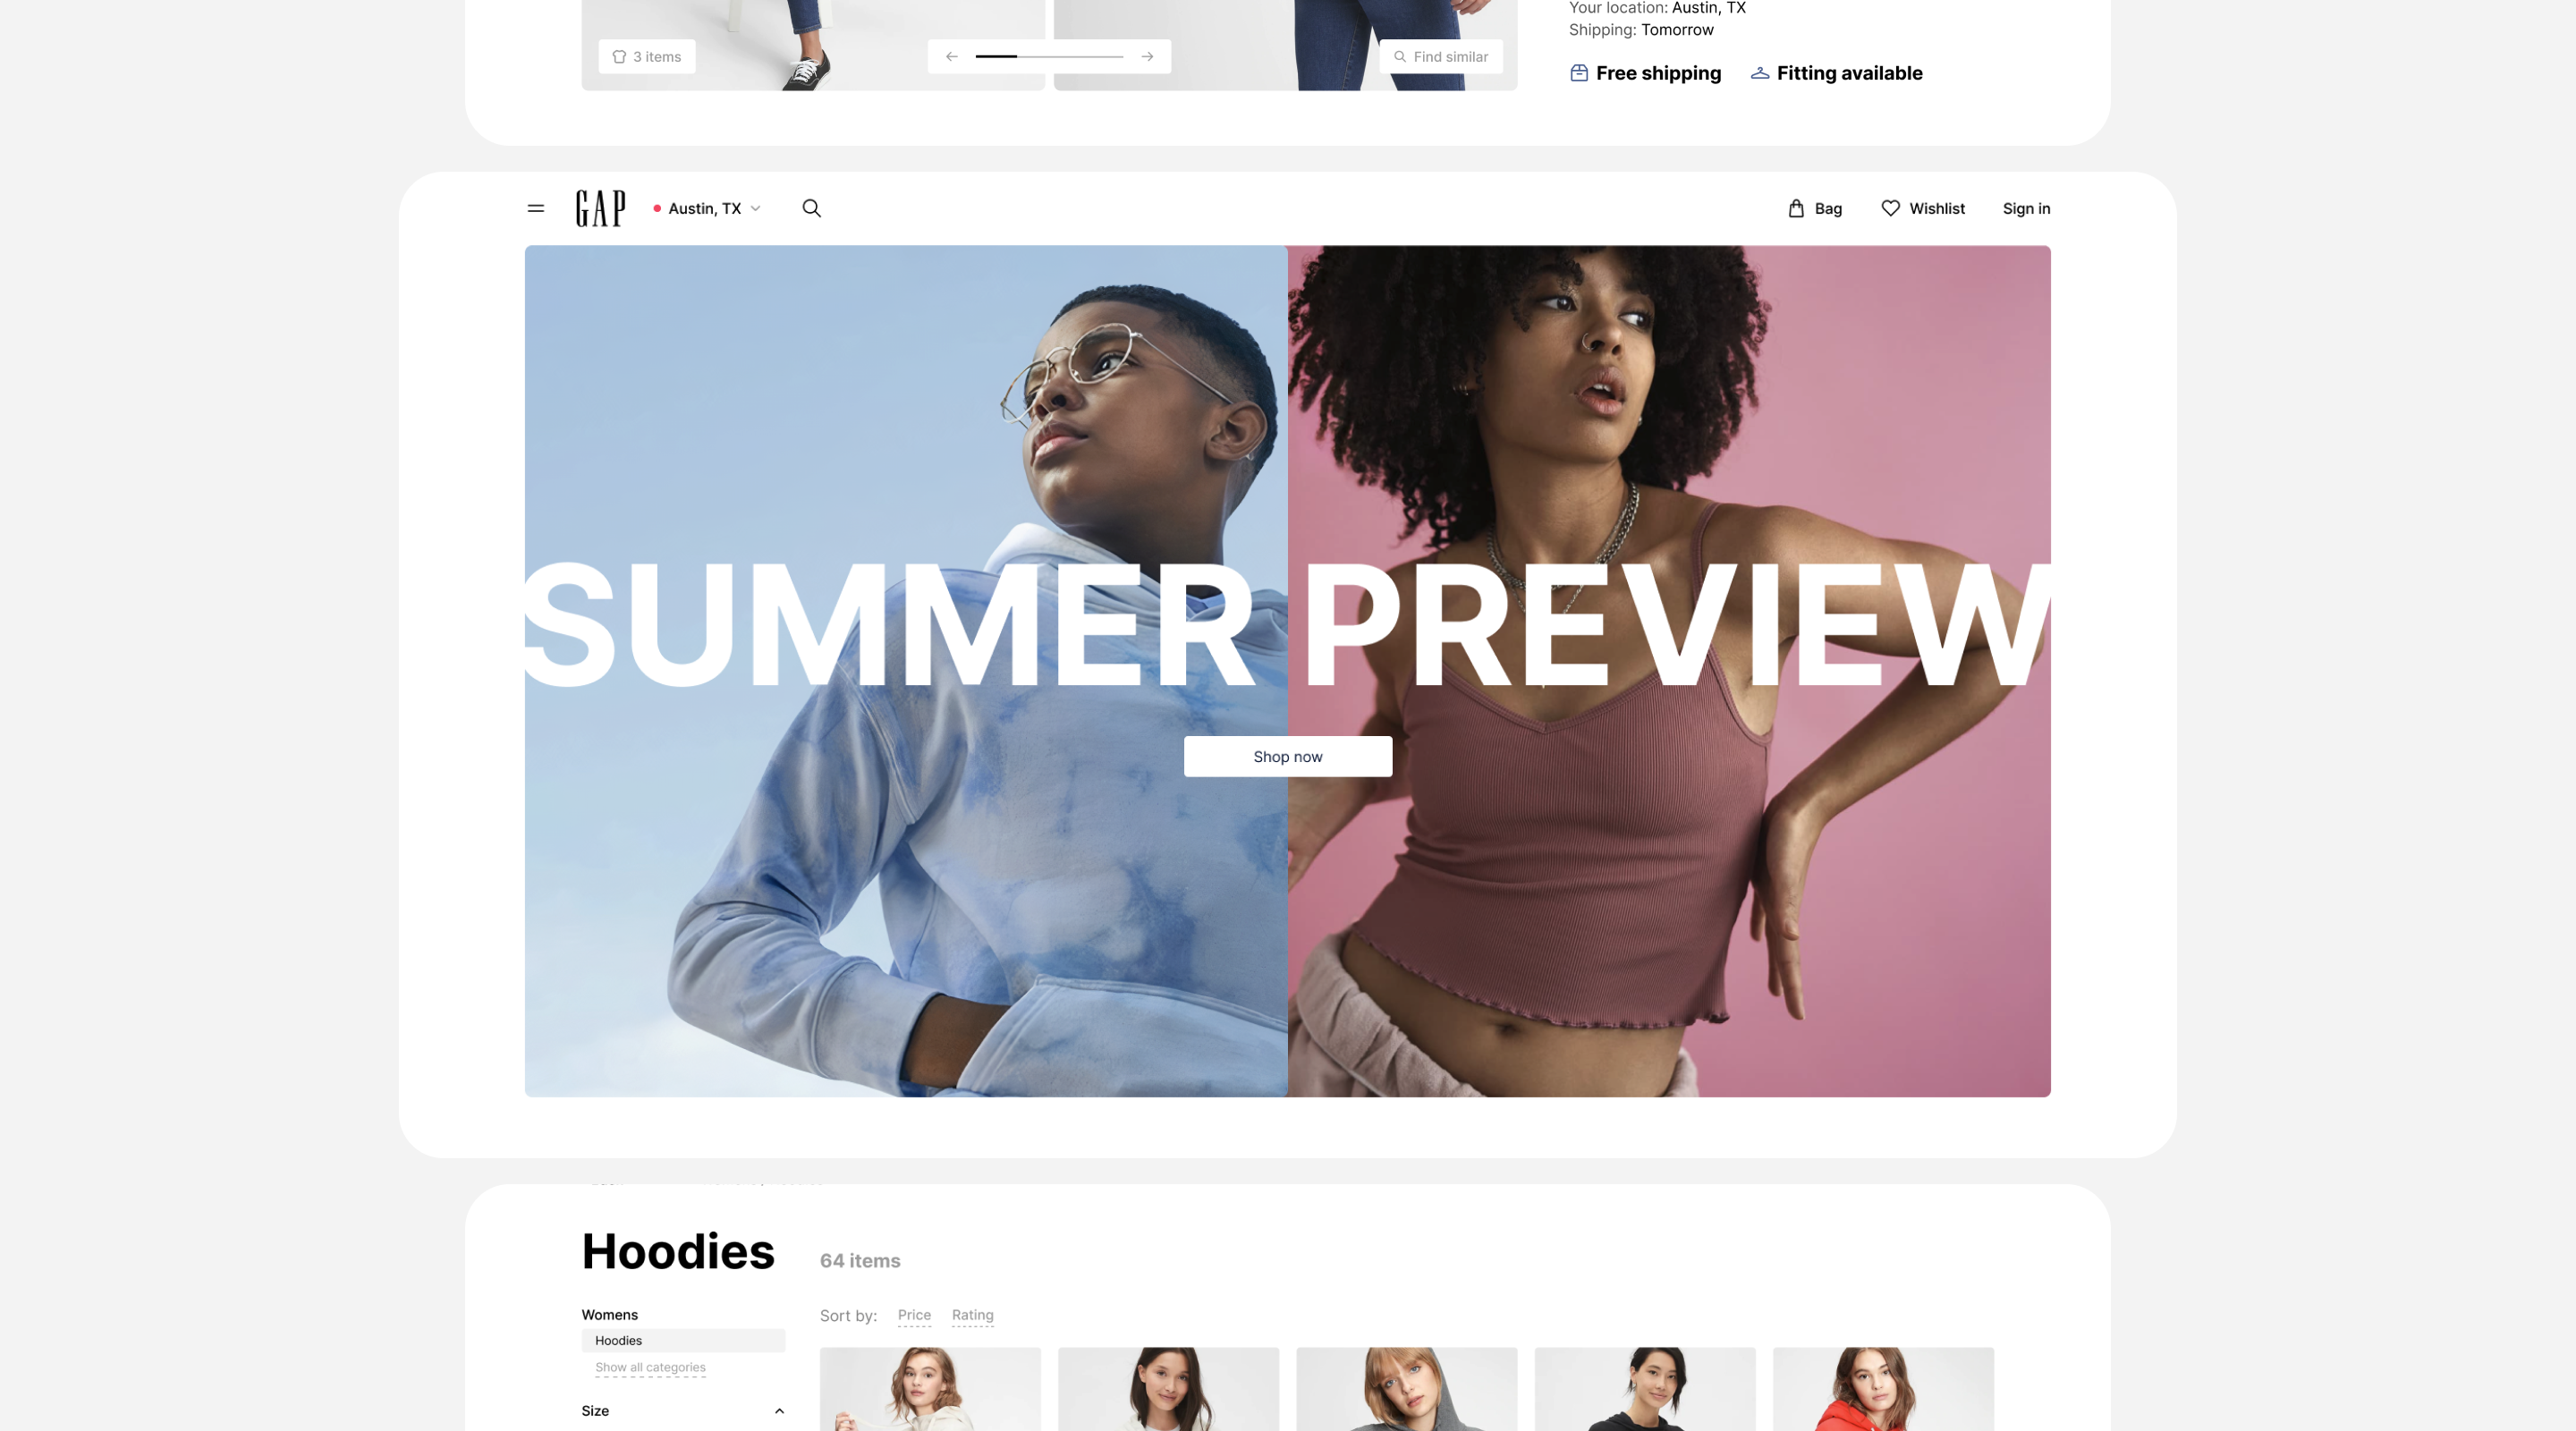 Your location: Austin, TX
Shipping: Tomorrow
3 items
Find similar
Free shipping
Fitting available
GAP
Austin, TX
Bag
Wishlist
Sign in
SUMMER PREVIEW
Shop now
Hoodies
64 items
Womens
Sort by: Price Rating
Hoodies
Show all categories
Size